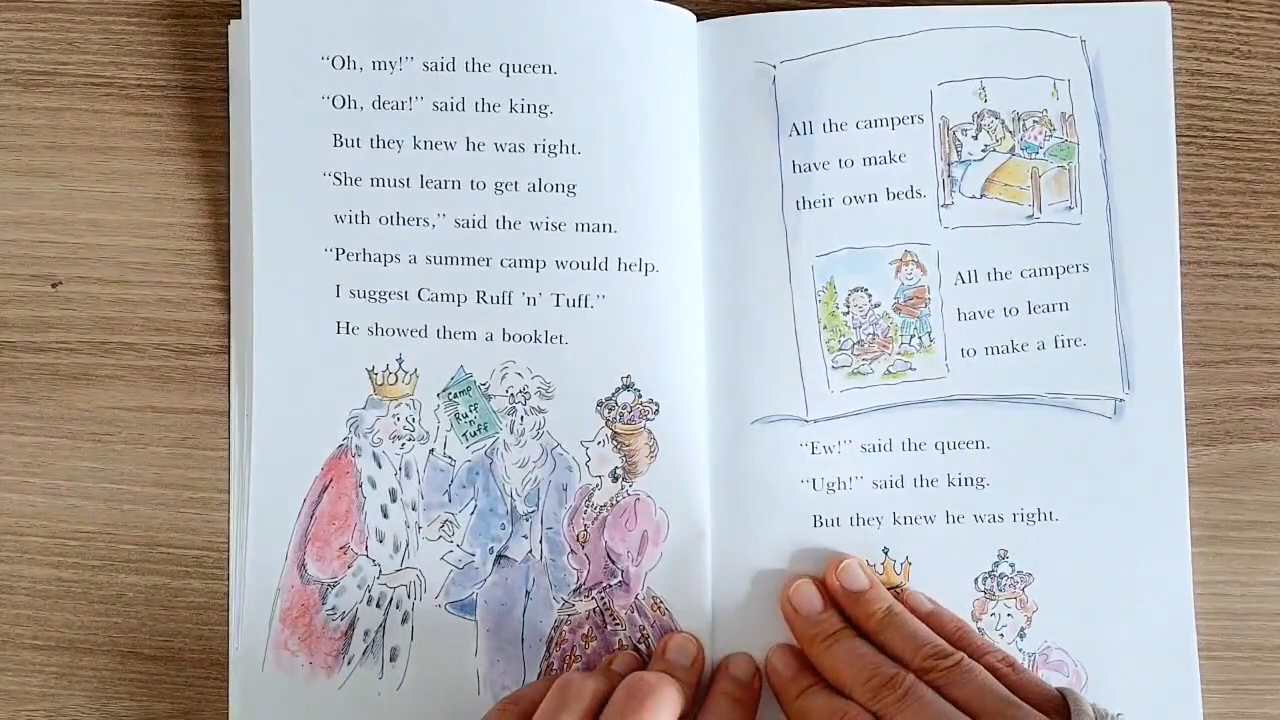 “Oh, my!” said the queen.
“Oh, dear!” said the king.
But they knew he was right.
“She must learn to get along
with others,” said the wise man.
“Perhaps a summer camp would help.
I suggest Camp Ruff ’n’ Tuff.”
He showed them a booklet.
Camp
Ruff
'n'
Tuff
All the campers
have to make
their own beds.
All the campers
have to learn
to make a fire.
“Ew!” said the queen.
“Ugh!” said the king.
But they knew he was right.